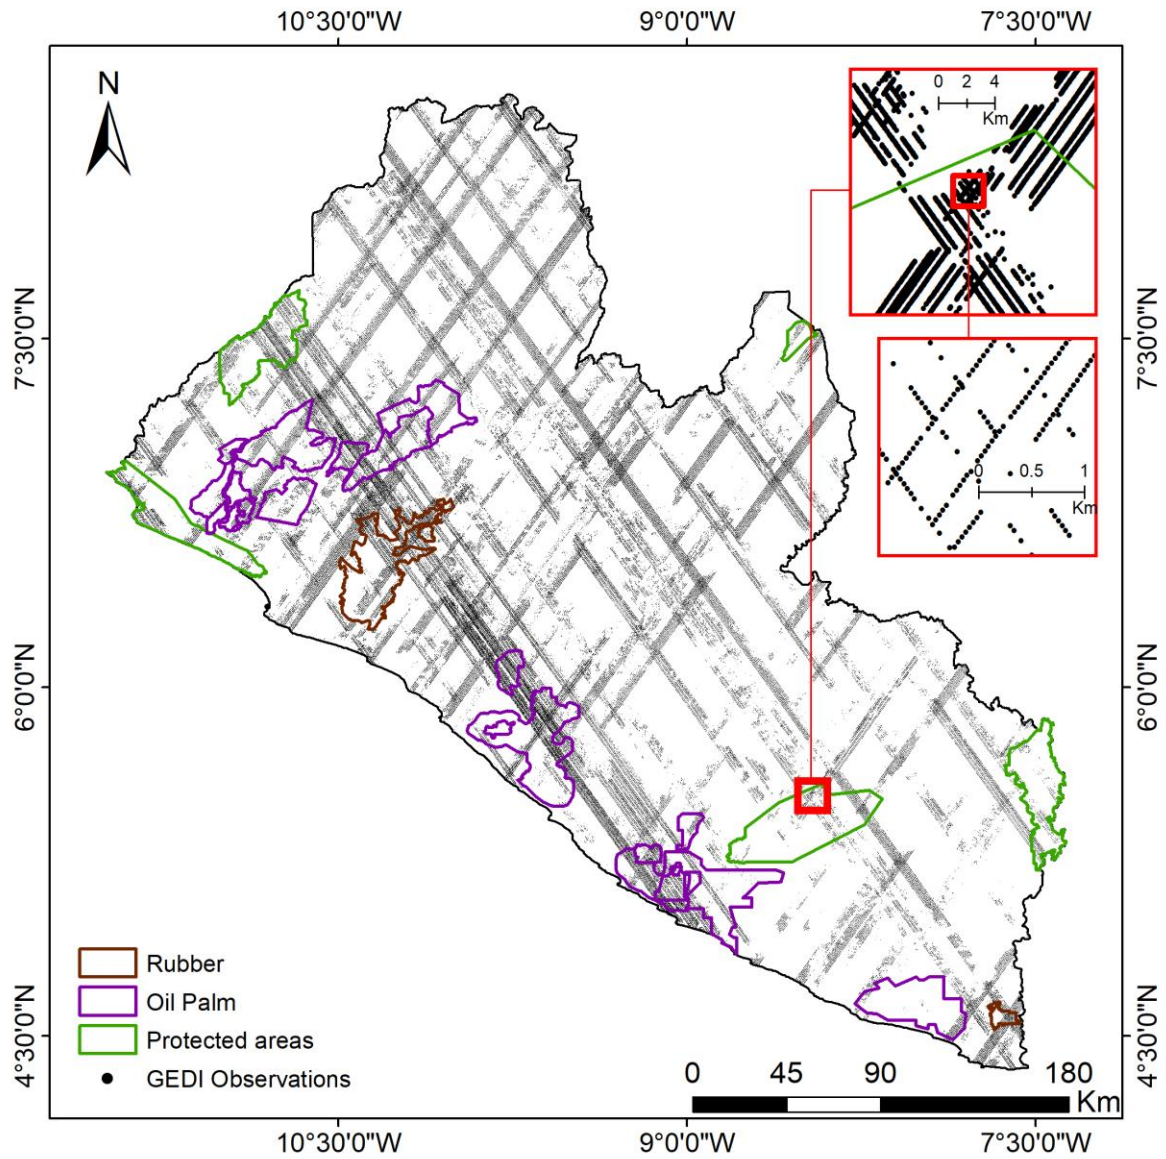 10°30'0"W 9°0'0"W 7°30'0"W
N
0 2 4
Km
7°30'0"N 7°30'0"N
0 0.5 1
Km
6°0'0"N 6°0'0"N
Rubber
Oil Palm
Protected areas
GEDI Observations
4°30'0"N 4°30'0"N
0 45 90 180
Km
10°30'0"W 9°0'0"W 7°30'0"W